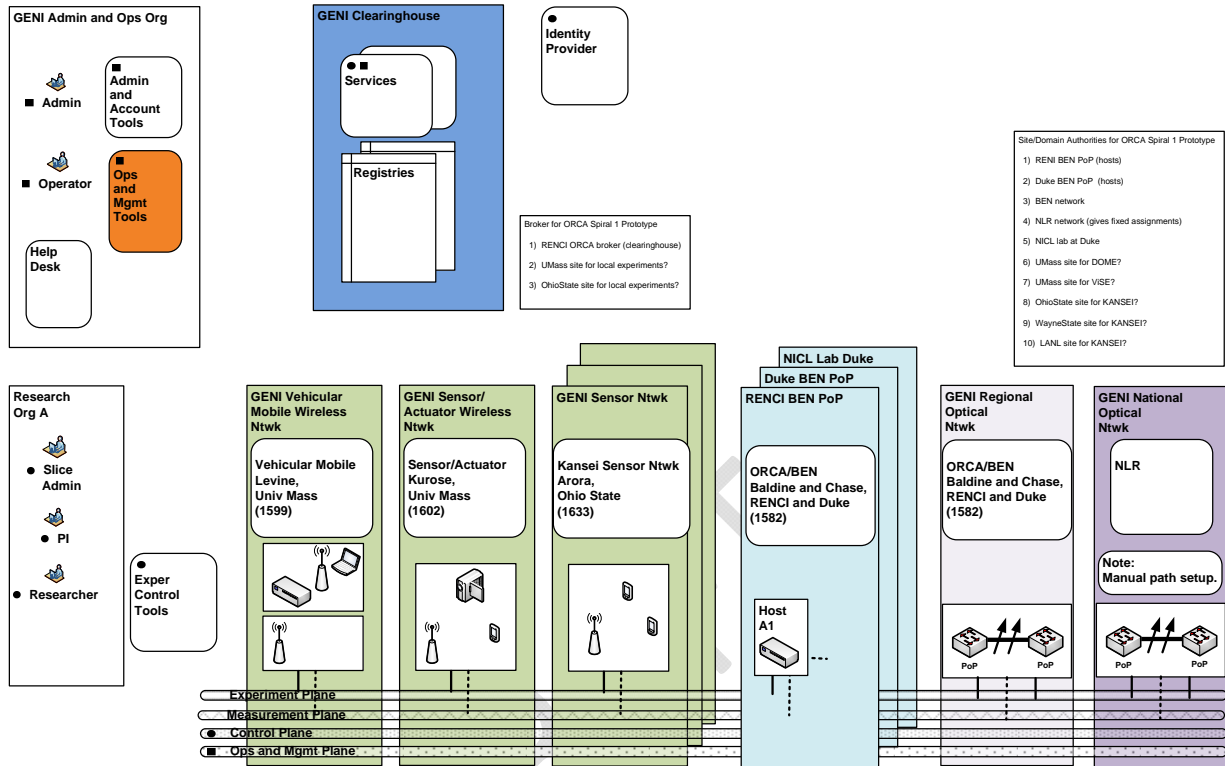 GENI Admin and Ops Org
Admin
Admin
and
Account
Tools
Operator
Ops
and
Mgmt
Tools
Help
Desk
GENI Clearinghouse
Services
Registries
Identity
Provider
Broker for ORCA Spiral 1 Prototype
1) RENCI ORCA broker (clearinghouse)
2) UMass site for local experiments?
3) OhioState site for local experiments?
Site/Domain Authorities for ORCA Spiral 1 Prototype
1) RENI BEN PoP (hosts)
2) Duke BEN PoP (hosts)
3) BEN network
4) NLR network (gives fixed assignments)
5) NICL lab at Duke
6) UMass site for DOME?
7) UMass site for ViSE?
8) OhioState site for KANSEI?
9) WayneState site for KANSEI?
10) LANL site for KANSEI?
Research
Org A
Slice
Admin
PI
Researcher
Exper
Control
Tools
GENI Vehicular
Mobile Wireless
Ntwk
Vehicular Mobile
Levine,
Univ Mass
(1599)
GENI Sensor/
Actuator Wireless
Ntwk
Sensor/Actuator
Kurose,
Univ Mass
(1602)
GENI Sensor Ntwk
Kansei Sensor Ntwk
Arora,
Ohio State
(1633)
NICL Lab Duke
Duke BEN PoP
RENCI BEN PoP
ORCA/BEN
Baldine and Chase,
RENCI and Duke
(1582)
Host
A1
GENI Regional
Optical
Ntwk
ORCA/BEN
Baldine and Chase,
RENCI and Duke
(1582)
PoP
PoP
GENI National
Optical
Ntwk
NLR
Note:
Manual path setup.
PoP
PoP
Experiment Plane
Measurement Plane
Control Plane
Ops and Mgmt Plane